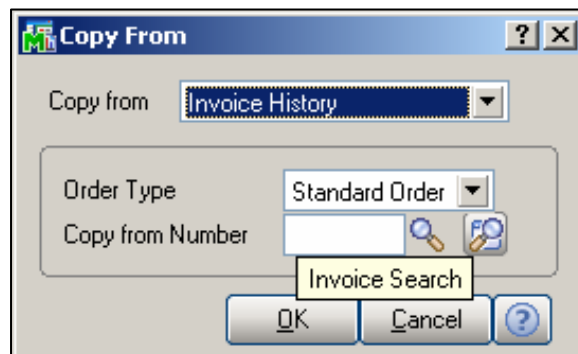 Copy From
Copy from Invoice History
Order Type Standard Order
Copy from Number
Invoice Search
OK Cancel